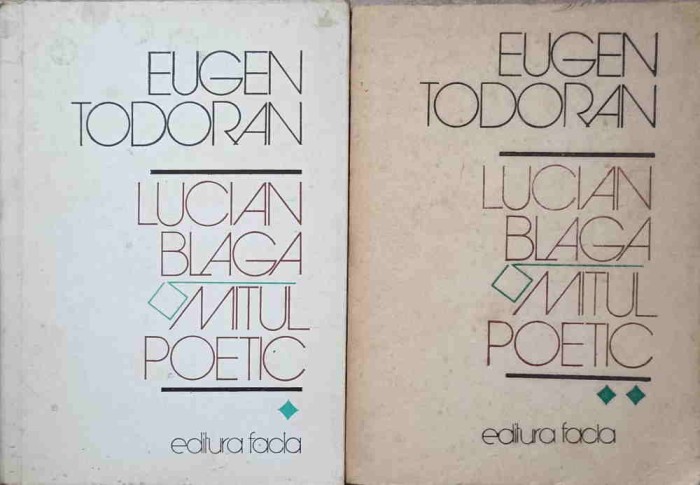 EUGEN
TODORAN
LUCIAN
BLAGA
MITUL
POETIC
editura facla
EUGEN
TODORAN
LUCIAN
BLAGA
MITUL
POETIC
editura facla